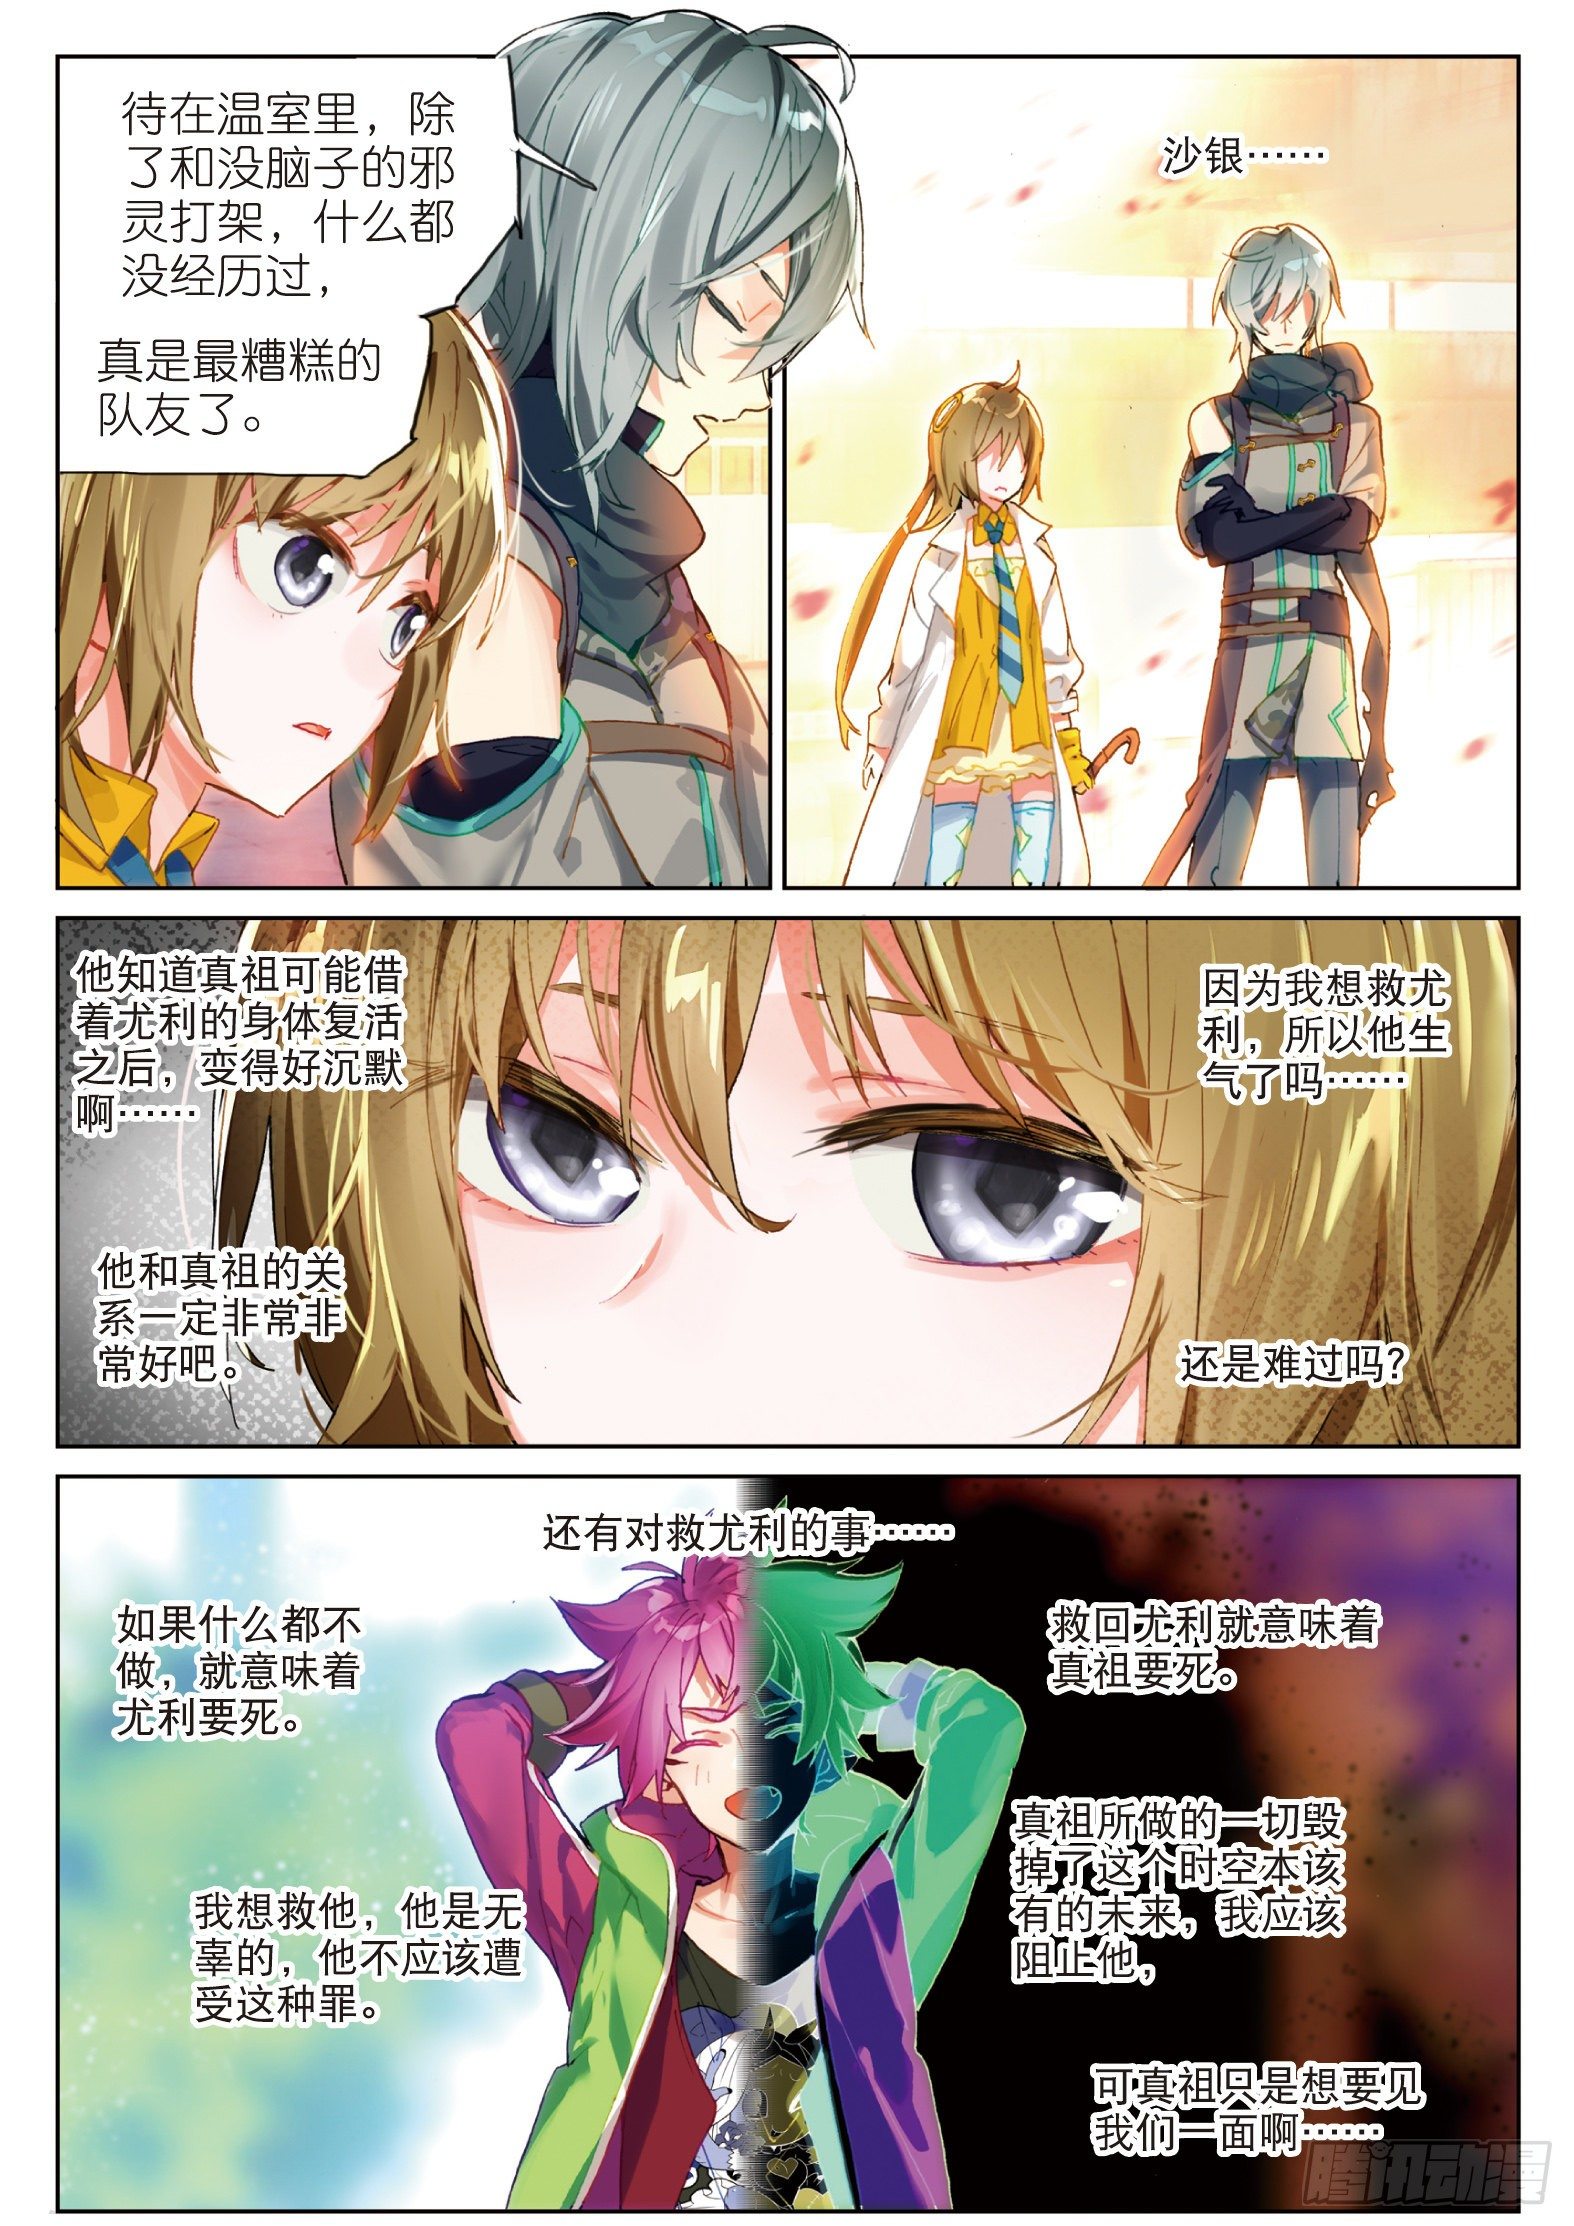 待在温室里，除
了和没脑子的邪
灵打架，什么都
没经历过，
真是最糟糕的
队友了。
沙银……
他知道真祖可能借
着尤利的身体复活
之后，变得好沉默
啊……
他和真祖的关
系一定非常非
常好吧。
因为我想救尤
利，所以他生
气了吗……
还是难过吗？
还有对救尤利的事……
如果什么都不
做，就意味着
尤利要死。
我想救他，他是无
辜的，他不应该遭
受这种罪。
救回尤利就意味着
真祖要死。
真祖所做的一切毁
掉了这个时空本该
有的未来，我应该
阻止他，
可真祖只是想要见
我们一面啊……
腾讯动漫